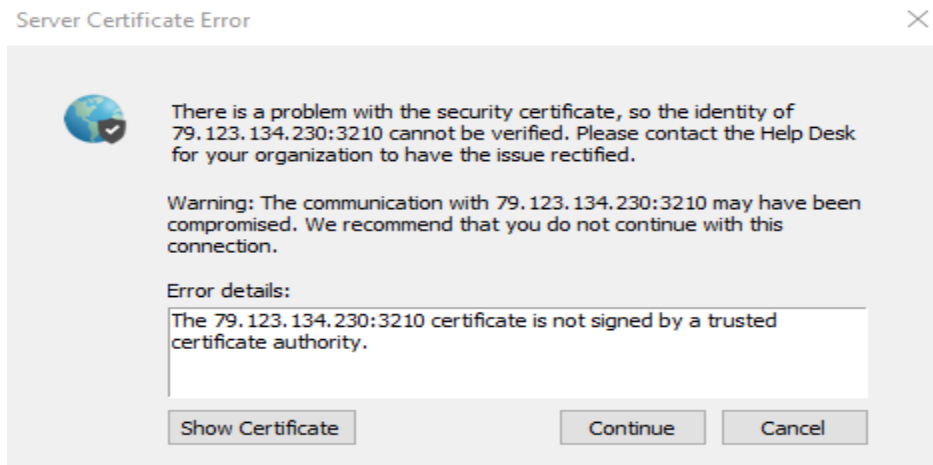 Server Certificate Error
There is a problem with the security certificate, so the identity of
79.123.134.230:3210 cannot be verified. Please contact the Help Desk
for your organization to have the issue rectified.
Warning: The communication with 79.123.134.230:3210 may have been
compromised. We recommend that you do not continue with this
connection.
Error details:
The 79.123.134.230:3210 certificate is not signed by a trusted
certificate authority.
Show Certificate
Continue
Cancel